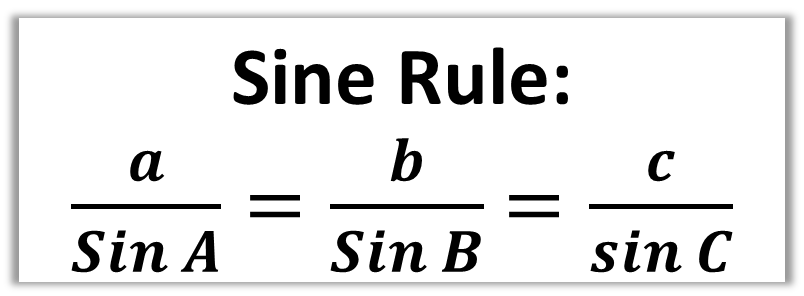 Sine Rule:
a/Sin A = b/Sin B = c/sin C